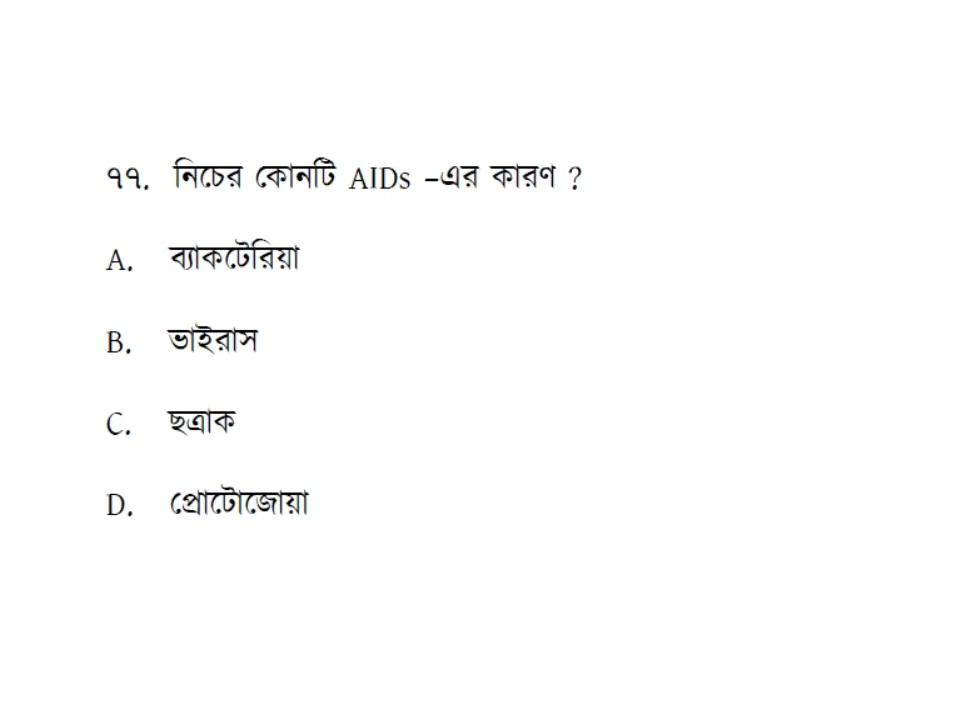 ৭৭. নিচের কোনটি AIDs –এর কারণ ?
A. ব্যাকটেরিয়া
B. ভাইরাস
C. ছত্রাক
D. প্রোটোজোয়া